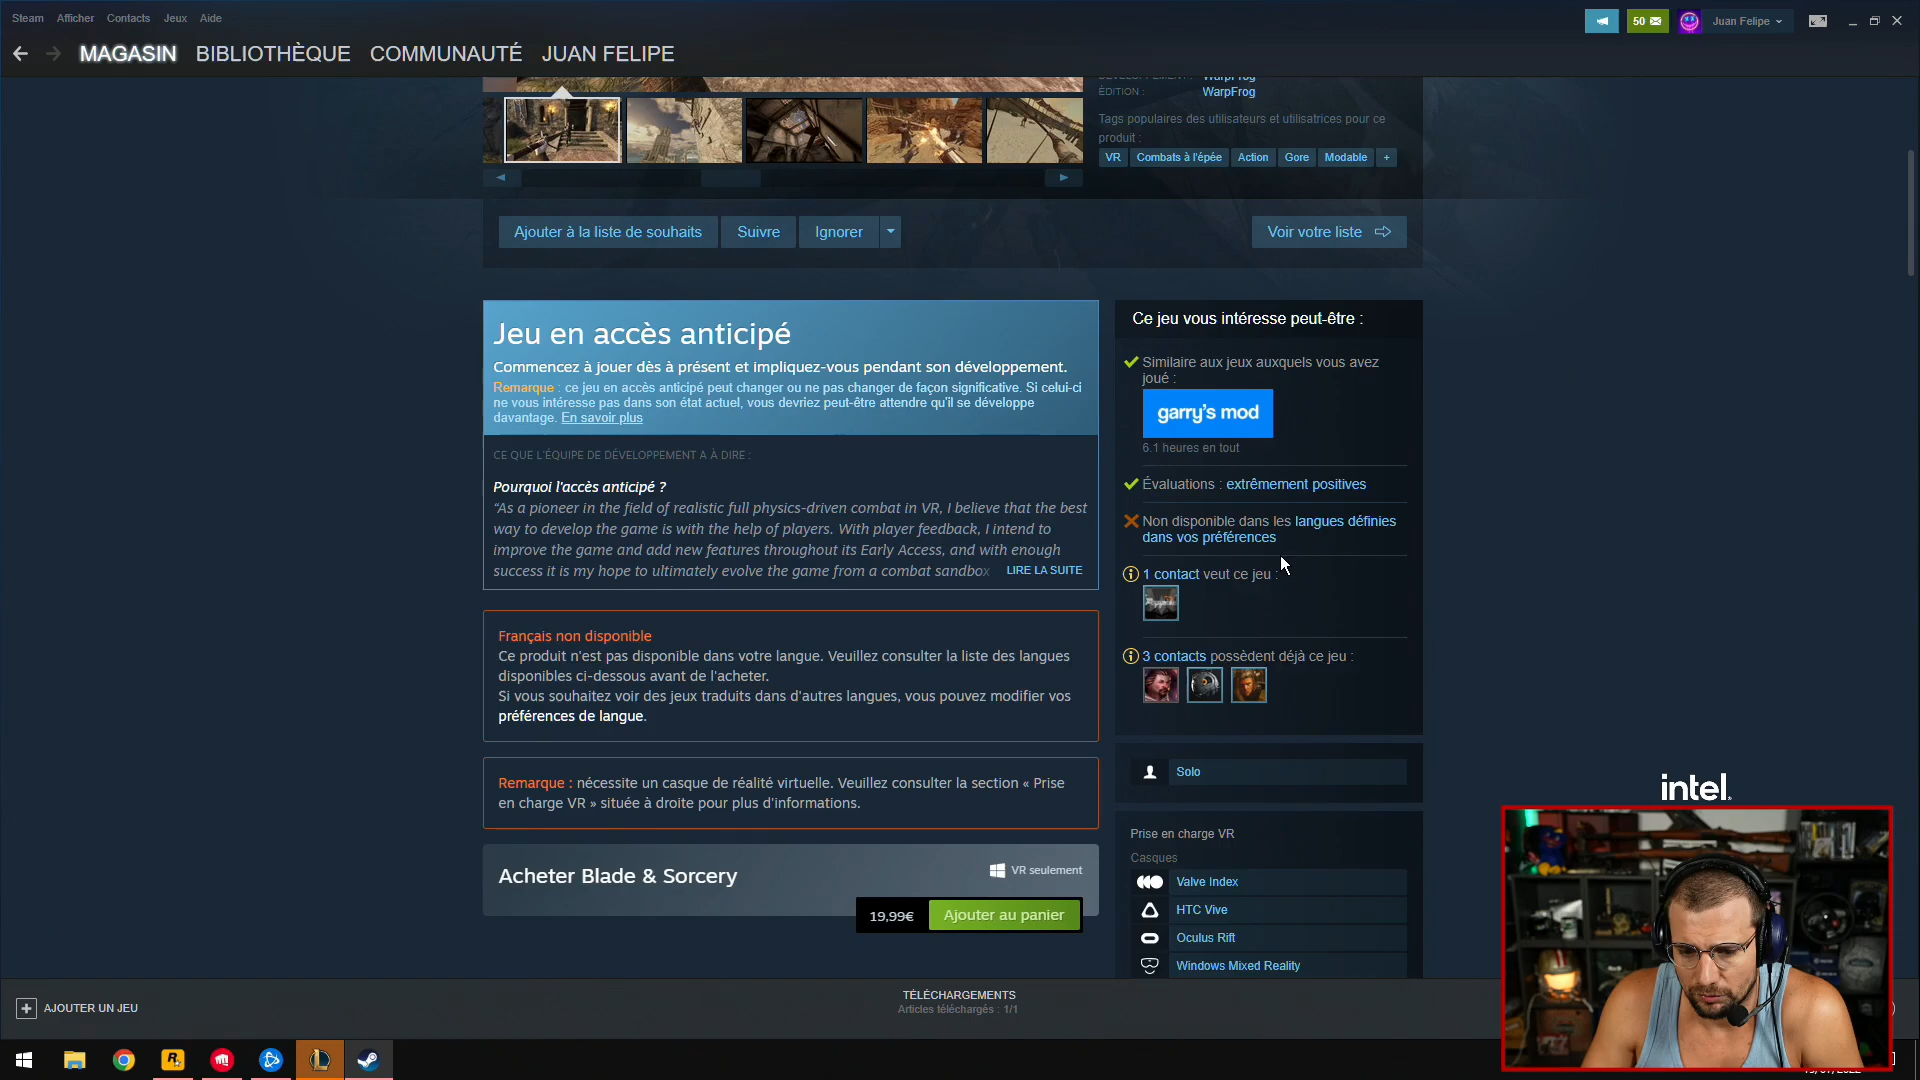 Steam Afficher Contacts Jeux Aide
50
Juan Felipe
MAGASIN BIBLIOTHÈQUE COMMUNAUTÉ JUAN FELIPE
WarpFrog
ÉDITION : WarpFrog
Tags populaires des utilisateurs et utilisatrices pour ce
produit :
VR Combats à l'épée Action Gore Modable +
Ajouter à la liste de souhaits Suivre Ignorer
Voir votre liste
Jeu en accès anticipé
Commencez à jouer dès à présent et impliquez-vous pendant son développement.
Remarque : ce jeu en accès anticipé peut changer ou ne pas changer de façon significative. Si celui-ci
ne vous intéresse pas dans son état actuel, vous devriez peut-être attendre qu'il se développe
davantage. En savoir plus
CE QUE L'ÉQUIPE DE DÉVELOPPEMENT A À DIRE :
Pourquoi l'accès anticipé ?
“As a pioneer in the field of realistic full physics-driven combat in VR, I believe that the best
way to develop the game is with the help of players. With player feedback, I intend to
improve the game and add new features throughout its Early Access, and with enough
success it is my hope to ultimately evolve the game from a combat sandbox LIRE LA SUITE
Français non disponible
Ce produit n'est pas disponible dans votre langue. Veuillez consulter la liste des langues
disponibles ci-dessous avant de l'acheter.
Si vous souhaitez voir des jeux traduits dans d'autres langues, vous pouvez modifier vos
préférences de langue.
Remarque : nécessite un casque de réalité virtuelle. Veuillez consulter la section « Prise
en charge VR » située à droite pour plus d'informations.
Acheter Blade & Sorcery
VR seulement
19,99€ Ajouter au panier
Ce jeu vous intéresse peut-être :
Similaire aux jeux auxquels vous avez
joué :
garry's mod
6.1 heures en tout
Évaluations : extrêmement positives
Non disponible dans les langues définies
dans vos préférences
1 contact veut ce jeu :
3 contacts possèdent déjà ce jeu :
Solo
Prise en charge VR
Casques
Valve Index
HTC Vive
Oculus Rift
Windows Mixed Reality
intel.
AJOUTER UN JEU
TÉLÉCHARGEMENTS
Articles téléchargés : 1/1